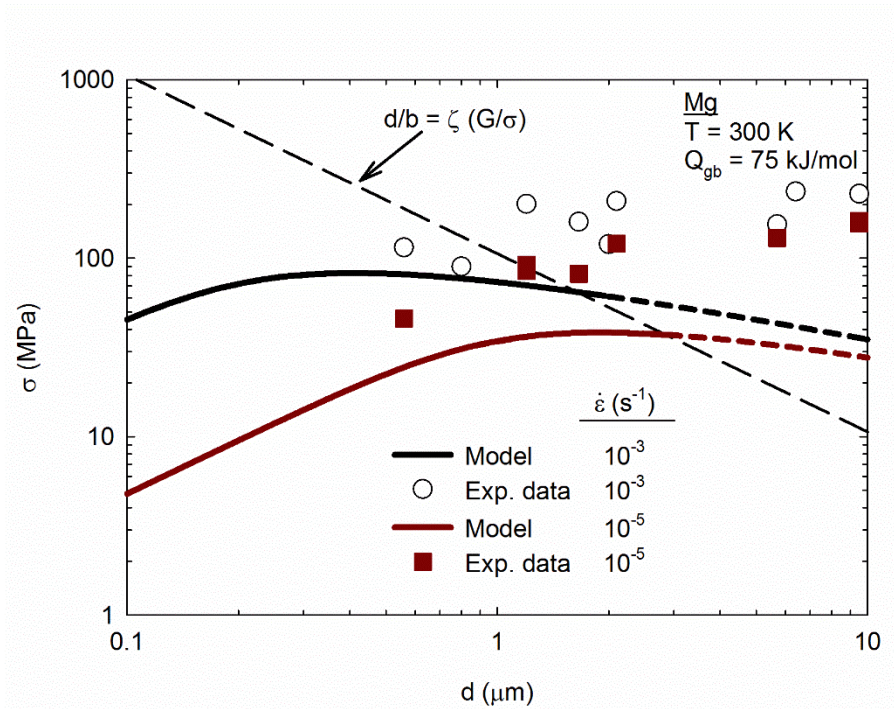 1000
100
10
1
0.1
1
10
σ (MPa)
d (μm)
d/b = ζ (G/σ)
Mg
T = 300 K
Q_gb = 75 kJ/mol
ε̇ (s⁻¹)
Model 10⁻³
Exp. data 10⁻³
Model 10⁻⁵
Exp. data 10⁻⁵